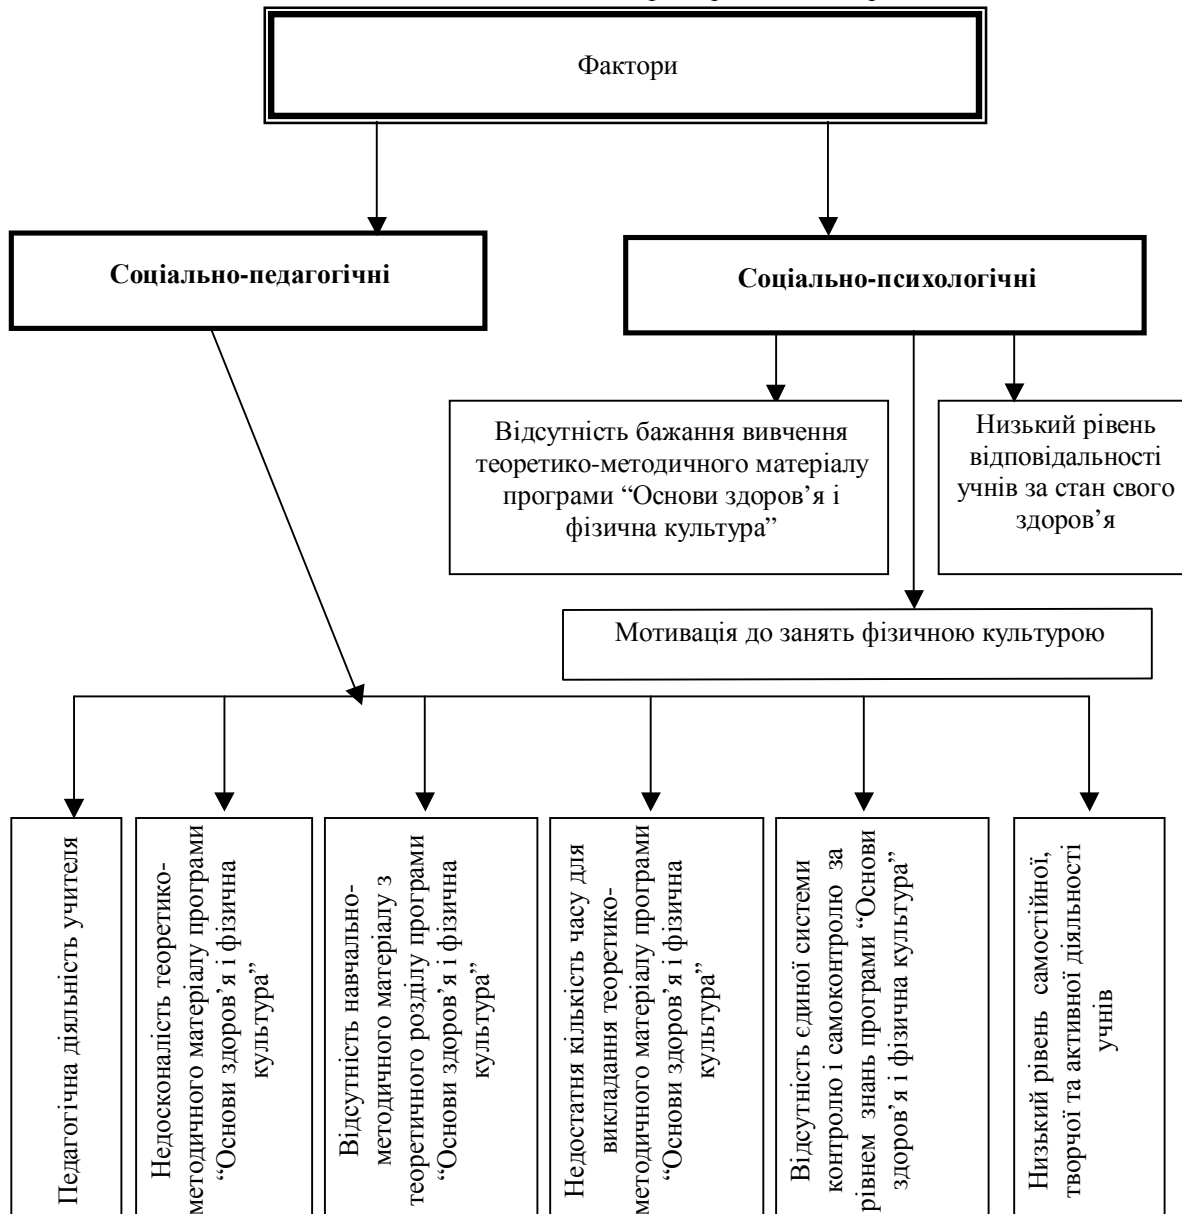 Фактори
Соціально-педагогічні
Соціально-психологічні
Відсутність бажання вивчення
теоретико-методичного матеріалу
програми “Основи здоров’я і
фізична культура”
Низький рівень
відповідальності
учнів за стан свого
здоров’я
Мотивація до занять фізичною культурою
Педагогічна діяльність учителя
Недосконалість теоретико-
методичного матеріалу програми
“Основи здоров’я і фізична
культура”
Відсутність навчально-
методичного матеріалу з
теоретичного розділу програми
“Основи здоров’я і фізична
культура”
Недостатня кількість часу для
викладання теоретико-
методичного матеріалу програми
“Основи здоров’я і фізична
культура”
Відсутність єдиної системи
контролю і самоконтролю за
рівнем знань програми “Основи
здоров’я і фізична культура”
Низький рівень самостійної,
творчої та активної діяльності
учнів